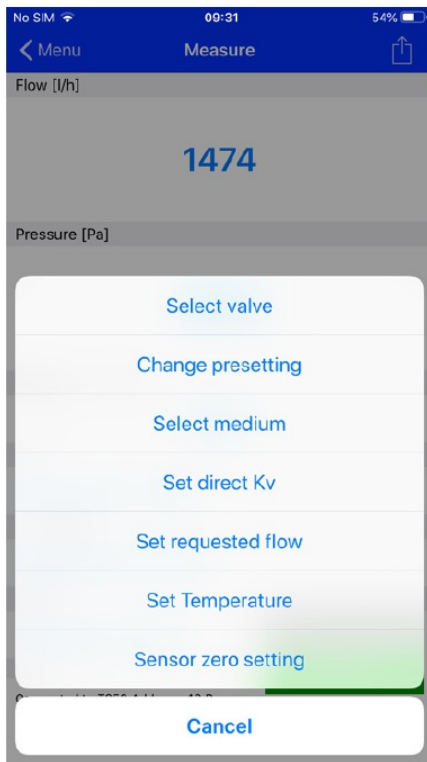 No SIM 09:31 54%
Menu Measure
Flow [l/h]
1474
Pressure [Pa]
Select valve
Change presetting
Select medium
Set direct Kv
Set requested flow
Set Temperature
Sensor zero setting
Cancel